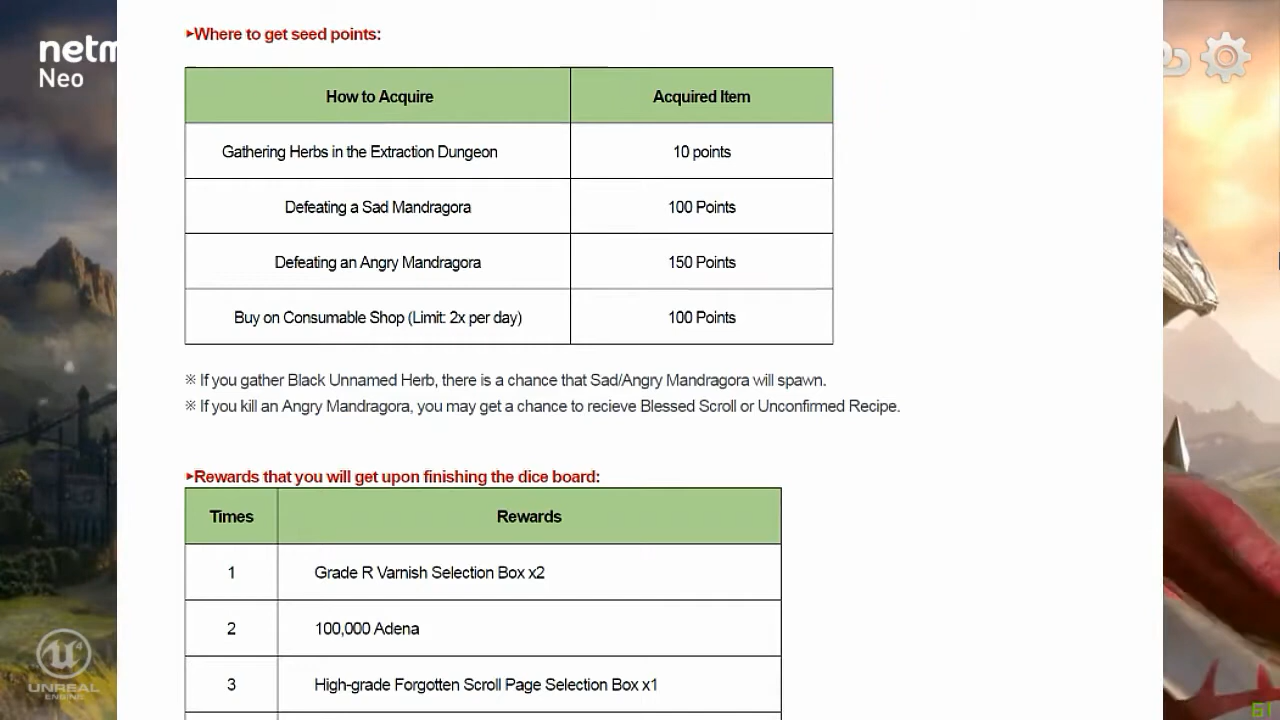 ▸Where to get seed points:
netm
Neo
How to Acquire Acquired Item
Gathering Herbs in the Extraction Dungeon 10 points
Defeating a Sad Mandragora 100 Points
Defeating an Angry Mandragora 150 Points
Buy on Consumable Shop (Limit: 2x per day) 100 Points
※ If you gather Black Unnamed Herb, there is a chance that Sad/Angry Mandragora will spawn.
※ If you kill an Angry Mandragora, you may get a chance to recieve Blessed Scroll or Unconfirmed Recipe.
▸Rewards that you will get upon finishing the dice board:
Times Rewards
1 Grade R Varnish Selection Box x2
2 100,000 Adena
3 High-grade Forgotten Scroll Page Selection Box x1
UNREAL
ENGINE
61